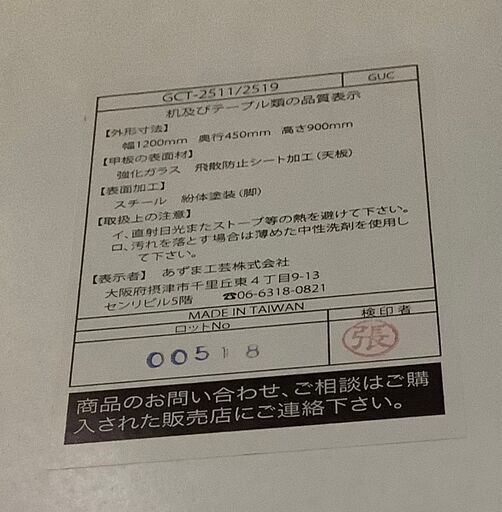 GCT-2511/2519
GUC
机及びテーブル類の品質表示
【外形寸法】
幅1200mm 奥行450mm 高さ900mm
【甲板の表面材】
強化ガラス 飛散防止シート加工(天板)
【表面加工】
スチール 紛体塗装(脚)
【取扱上の注意】
イ、直射日光またストーブ等の熱を避けて下さい。
ロ、汚れを落とす場合は薄めた中性洗剤を使用し
て下さい。
【表示者】 あずま工芸株式会社
大阪府摂津市千里丘東4丁目9-13
センリビル5階 ☎06-6318-0821
MADE IN TAIWAN
ロットNo
検印者
00518
張
商品のお問い合わせ、ご相談はご購
入された販売店にご連絡下さい。